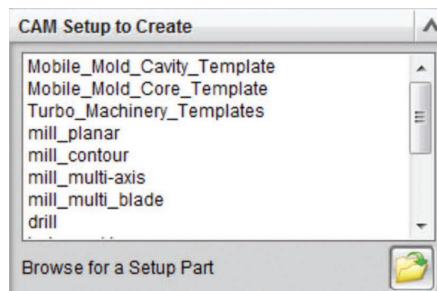 CAM Setup to Create
Mobile_Mold_Cavity_Template
Mobile_Mold_Core_Template
Turbo_Machinery_Templates
mill_planar
mill_contour
mill_multi-axis
mill_multi_blade
drill
Browse for a Setup Part